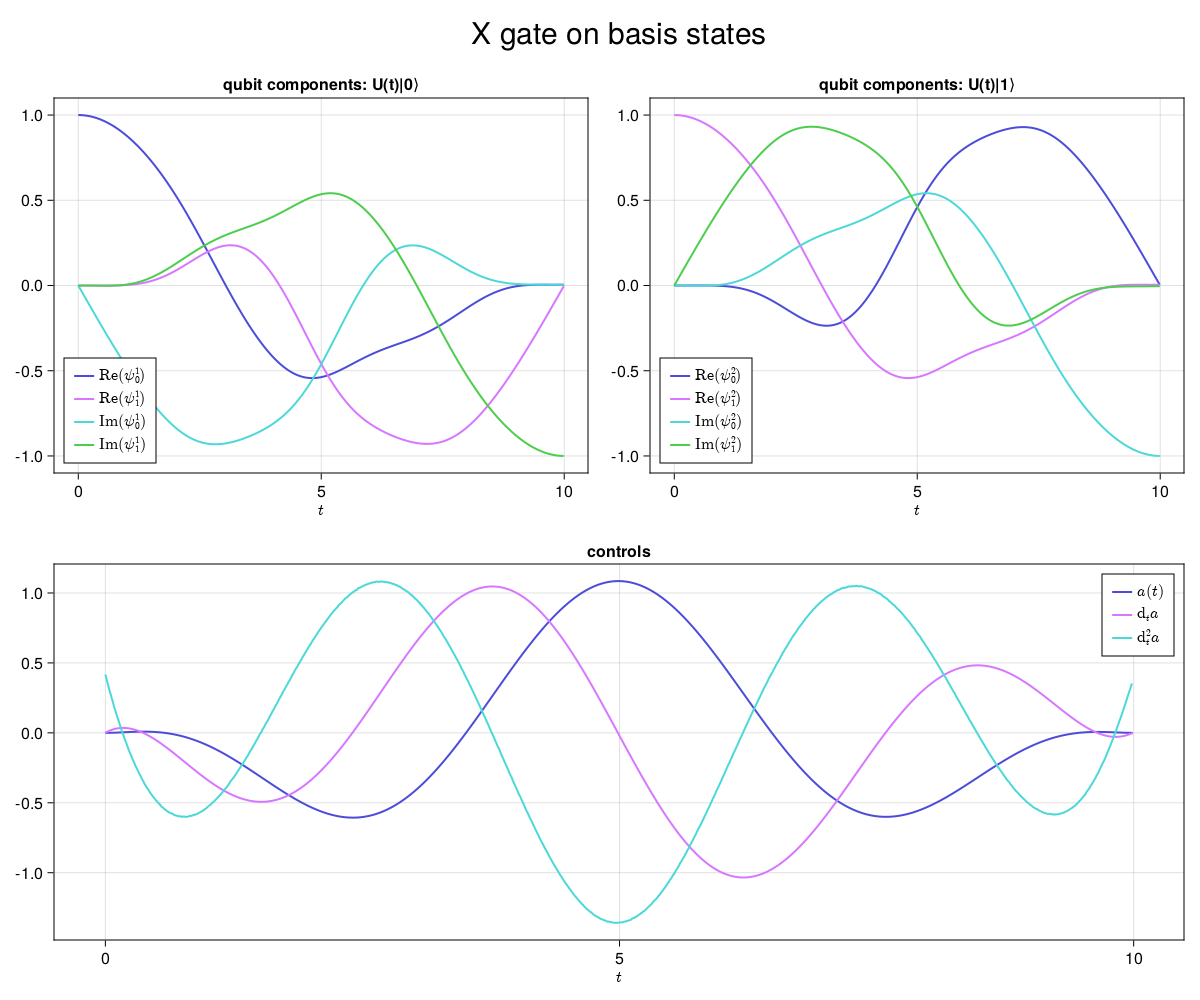 X gate on basis states
qubit components: U(t)|0⟩
1.0
0.5
0.0
-0.5
-1.0
Re(ψ₀¹)
Re(ψ₁¹)
Im(ψ₀¹)
Im(ψ₁¹)
0
5
10
t
qubit components: U(t)|1⟩
1.0
0.5
0.0
-0.5
-1.0
Re(ψ₀²)
Re(ψ₁²)
Im(ψ₀²)
Im(ψ₁²)
0
5
10
t
controls
1.0
0.5
0.0
-0.5
-1.0
a(t)
dₜa
dₜ²a
0
5
10
t